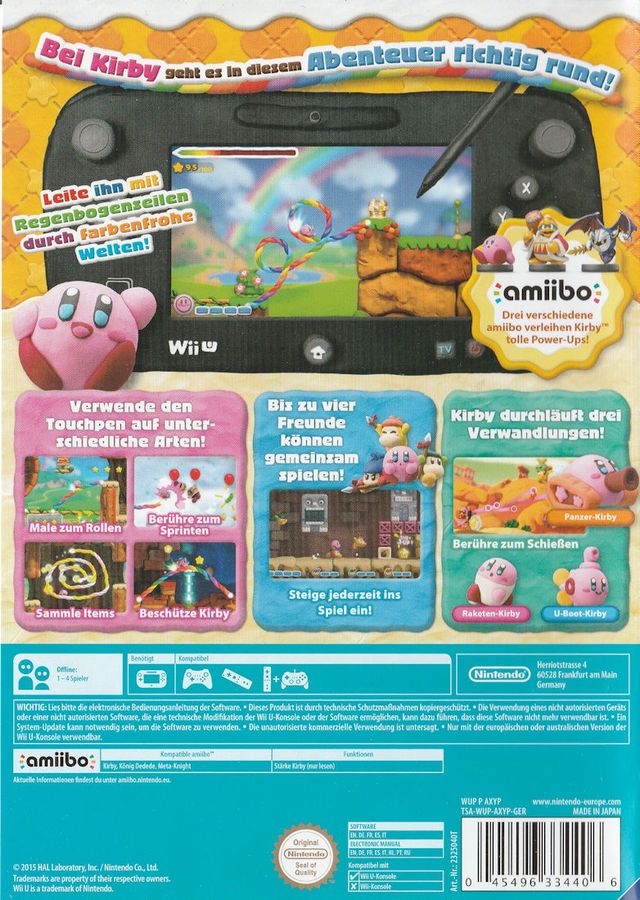 Bei Kirby geht es in diesem Abenteuer richtig rund!
9.5
100
Leite ihn mit
Regenbogenseilen
durch farbenfrohe
Welten!
X
Y
Wii U
TV
amiibo
Drei verschiedene
amiibo verleihen Kirby™
tolle Power-Ups!
Verwende den
Touchpen auf unter-
schiedliche Arten!
Male zum Rollen
Berühre zum
Sprinten
Sammle Items
Beschütze Kirby
Bis zu vier
Freunde
können
gemeinsam
spielen!
Steige jederzeit ins
Spiel ein!
Kirby durchläuft drei
Verwandlungen!
Panzer-Kirby
Berühre zum Schießen
Raketen-Kirby
U-Boot-Kirby
Offline:
1 – 4 Spieler
Benötigt
Kompatibel
Nintendo
Herriotstrasse 4
60528 Frankfurt am Main
Germany
WICHTIG: Lies bitte die elektronische Bedienungsanleitung der Software. • Dieses Produkt ist durch technische Schutzmaßnahmen kopiergeschützt. • Die Verwendung eines nicht autorisierten Geräts
oder einer nicht autorisierten Software, die eine technische Modifikation der Wii U-Konsole oder der Software ermöglichen, kann dazu führen, dass diese Software nicht mehr verwendbar ist. • Ein
System-Update kann notwendig sein, um die Software zu verwenden. • Die unautorisierte kommerzielle Verwertung ist untersagt. • Nur mit der europäischen oder australischen Version der
Wii U-Konsole verwendbar.
amiibo
Kompatible amiibo™
Funktionen
Kirby, König Dedede, Meta-Knight
Stärke Kirby (nur lesen)
Aktuelle Informationen findest du unter amiibo.nintendo.eu.
WUP P AXYP
www.nintendo-europe.com
TSA-WUP-AXYP-GER
MADE IN JAPAN
Original
Nintendo
Seal of
Quality
SOFTWARE
EN, DE, FR, ES, IT
ELECTRONIC MANUAL
EN, DE, FR, ES, IT, NL, PT, RU
Kompatibel mit
Wii U-Konsole
Wii-Konsole
Art.-Nr.: 2325040T
0 45496 33440 6
© 2015 HAL Laboratory, Inc. / Nintendo Co., Ltd.
Trademarks are property of their respective owners.
Wii U is a trademark of Nintendo.